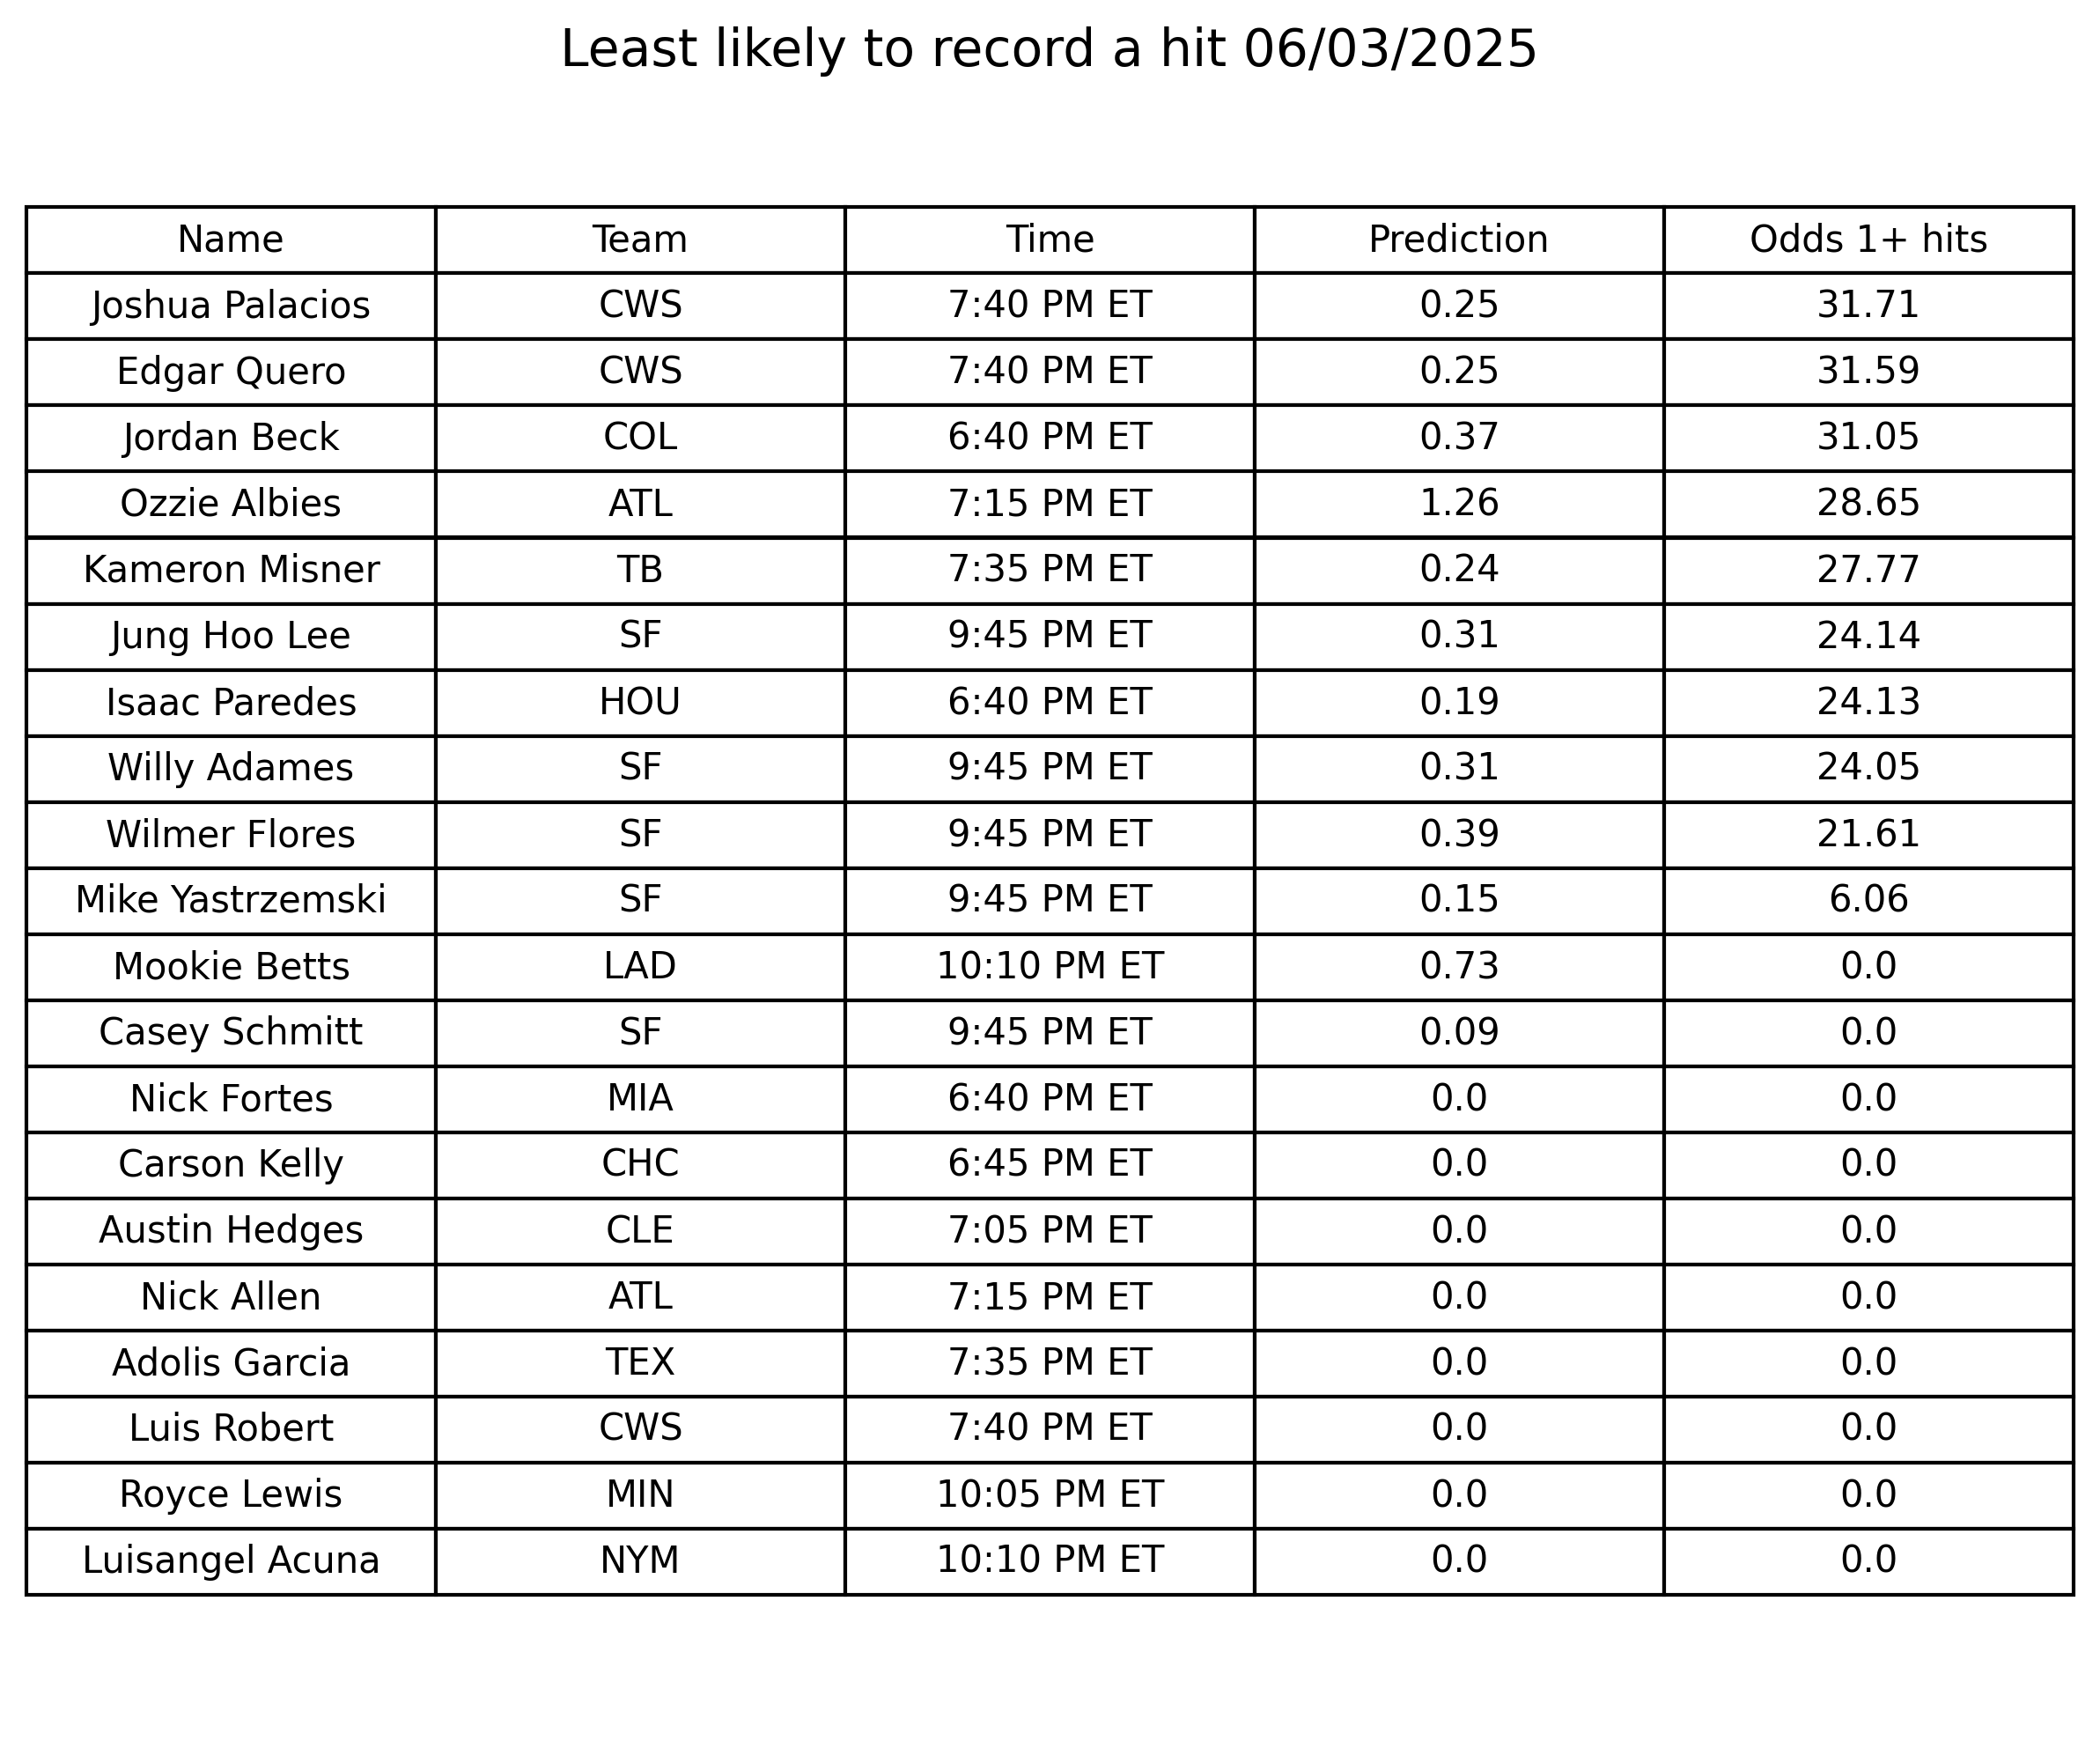 Least likely to record a hit 06/03/2025
Name Team Time Prediction Odds 1+ hits
Joshua Palacios CWS 7:40 PM ET 0.25 31.71
Edgar Quero CWS 7:40 PM ET 0.25 31.59
Jordan Beck COL 6:40 PM ET 0.37 31.05
Ozzie Albies ATL 7:15 PM ET 1.26 28.65
Kameron Misner TB 7:35 PM ET 0.24 27.77
Jung Hoo Lee SF 9:45 PM ET 0.31 24.14
Isaac Paredes HOU 6:40 PM ET 0.19 24.13
Willy Adames SF 9:45 PM ET 0.31 24.05
Wilmer Flores SF 9:45 PM ET 0.39 21.61
Mike Yastrzemski SF 9:45 PM ET 0.15 6.06
Mookie Betts LAD 10:10 PM ET 0.73 0.0
Casey Schmitt SF 9:45 PM ET 0.09 0.0
Nick Fortes MIA 6:40 PM ET 0.0 0.0
Carson Kelly CHC 6:45 PM ET 0.0 0.0
Austin Hedges CLE 7:05 PM ET 0.0 0.0
Nick Allen ATL 7:15 PM ET 0.0 0.0
Adolis Garcia TEX 7:35 PM ET 0.0 0.0
Luis Robert CWS 7:40 PM ET 0.0 0.0
Royce Lewis MIN 10:05 PM ET 0.0 0.0
Luisangel Acuna NYM 10:10 PM ET 0.0 0.0